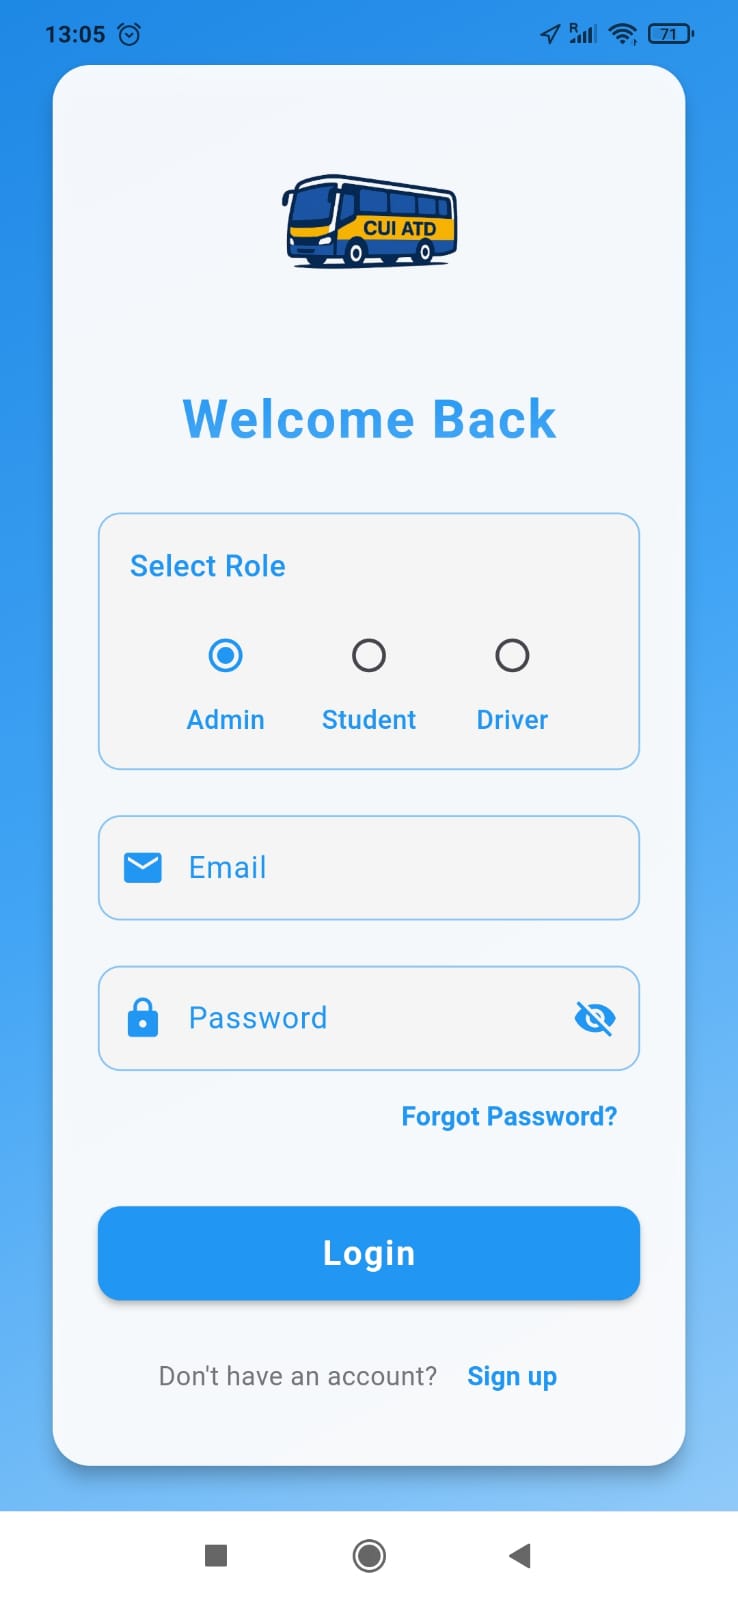 13:05 R 71
CUI ATD
Welcome Back
Select Role
Admin Student Driver
Email
Password
Forgot Password?
Login
Don't have an account? Sign up